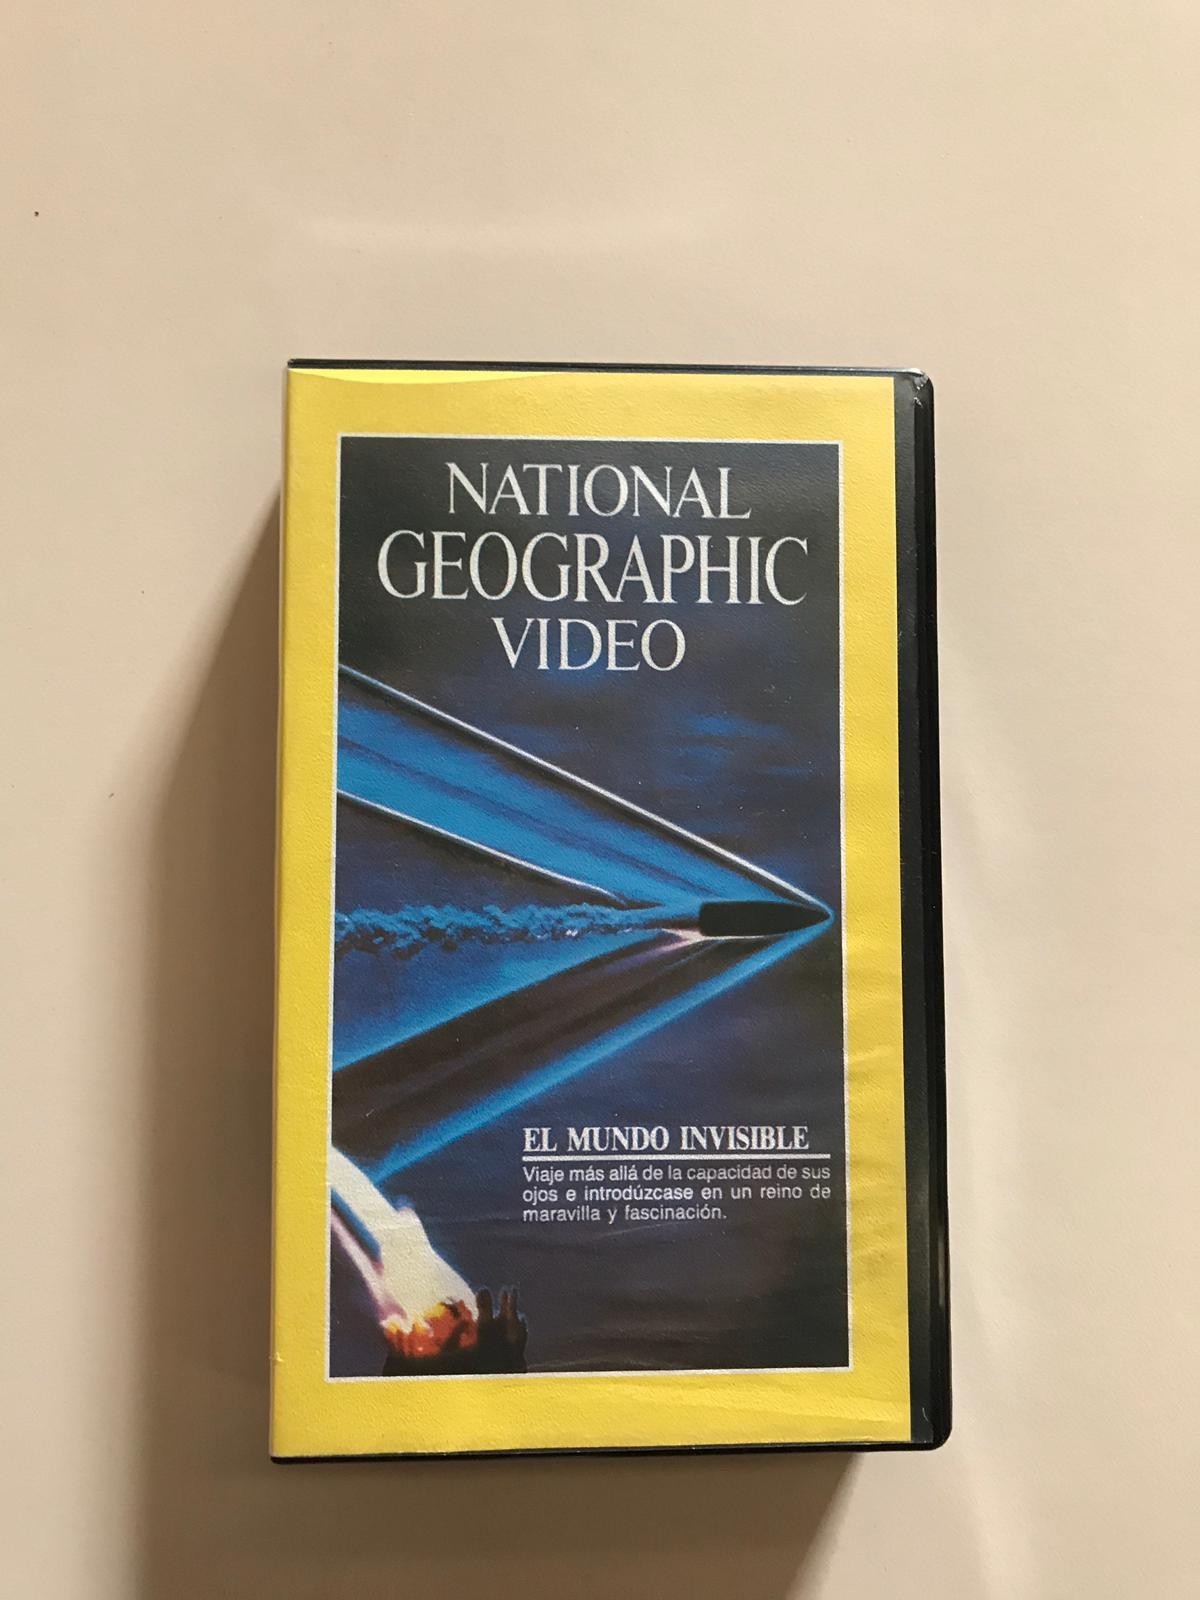 NATIONAL
GEOGRAPHIC
VIDEO
EL MUNDO INVISIBLE
Viaje más allá de la capacidad de sus
ojos e introdúzcase en un reino de
maravilla y fascinación.